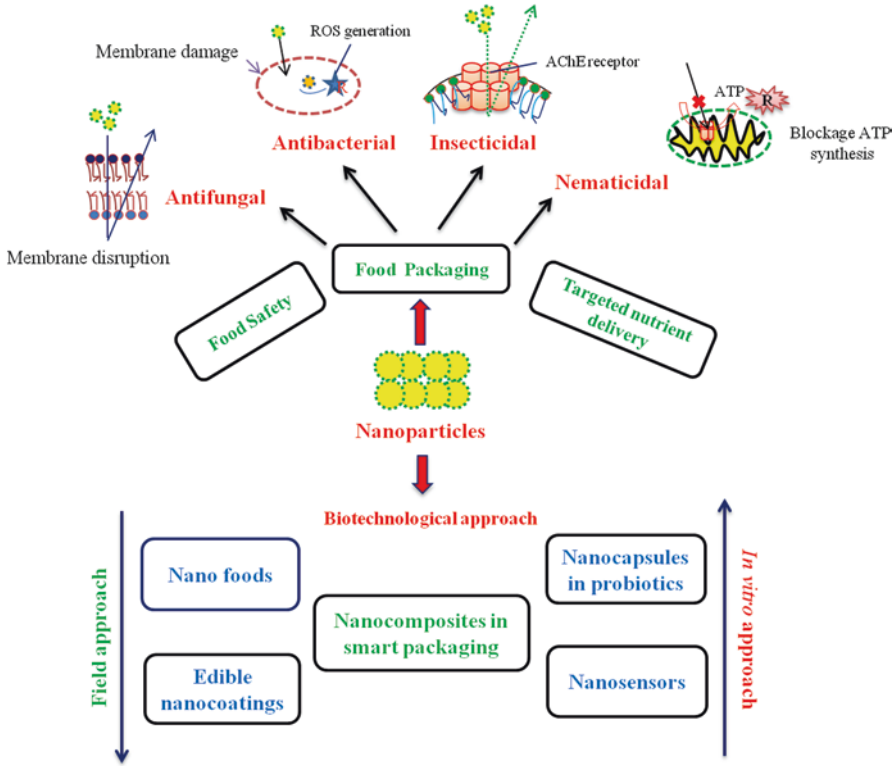 ROS generation
Membrane damage
AChE receptor
ATP
R
Blockage ATP
synthesis
Antibacterial
Insecticidal
Nematicidal
Antifungal
Membrane disruption
Food Packaging
Food Safety
Targeted nutrient
delivery
Nanoparticles
Biotechnological approach
Field approach
Nano foods
Nanocapsules
in probiotics
Nanocomposites in
smart packaging
Edible
nanocoatings
Nanosensors
In vitro approach